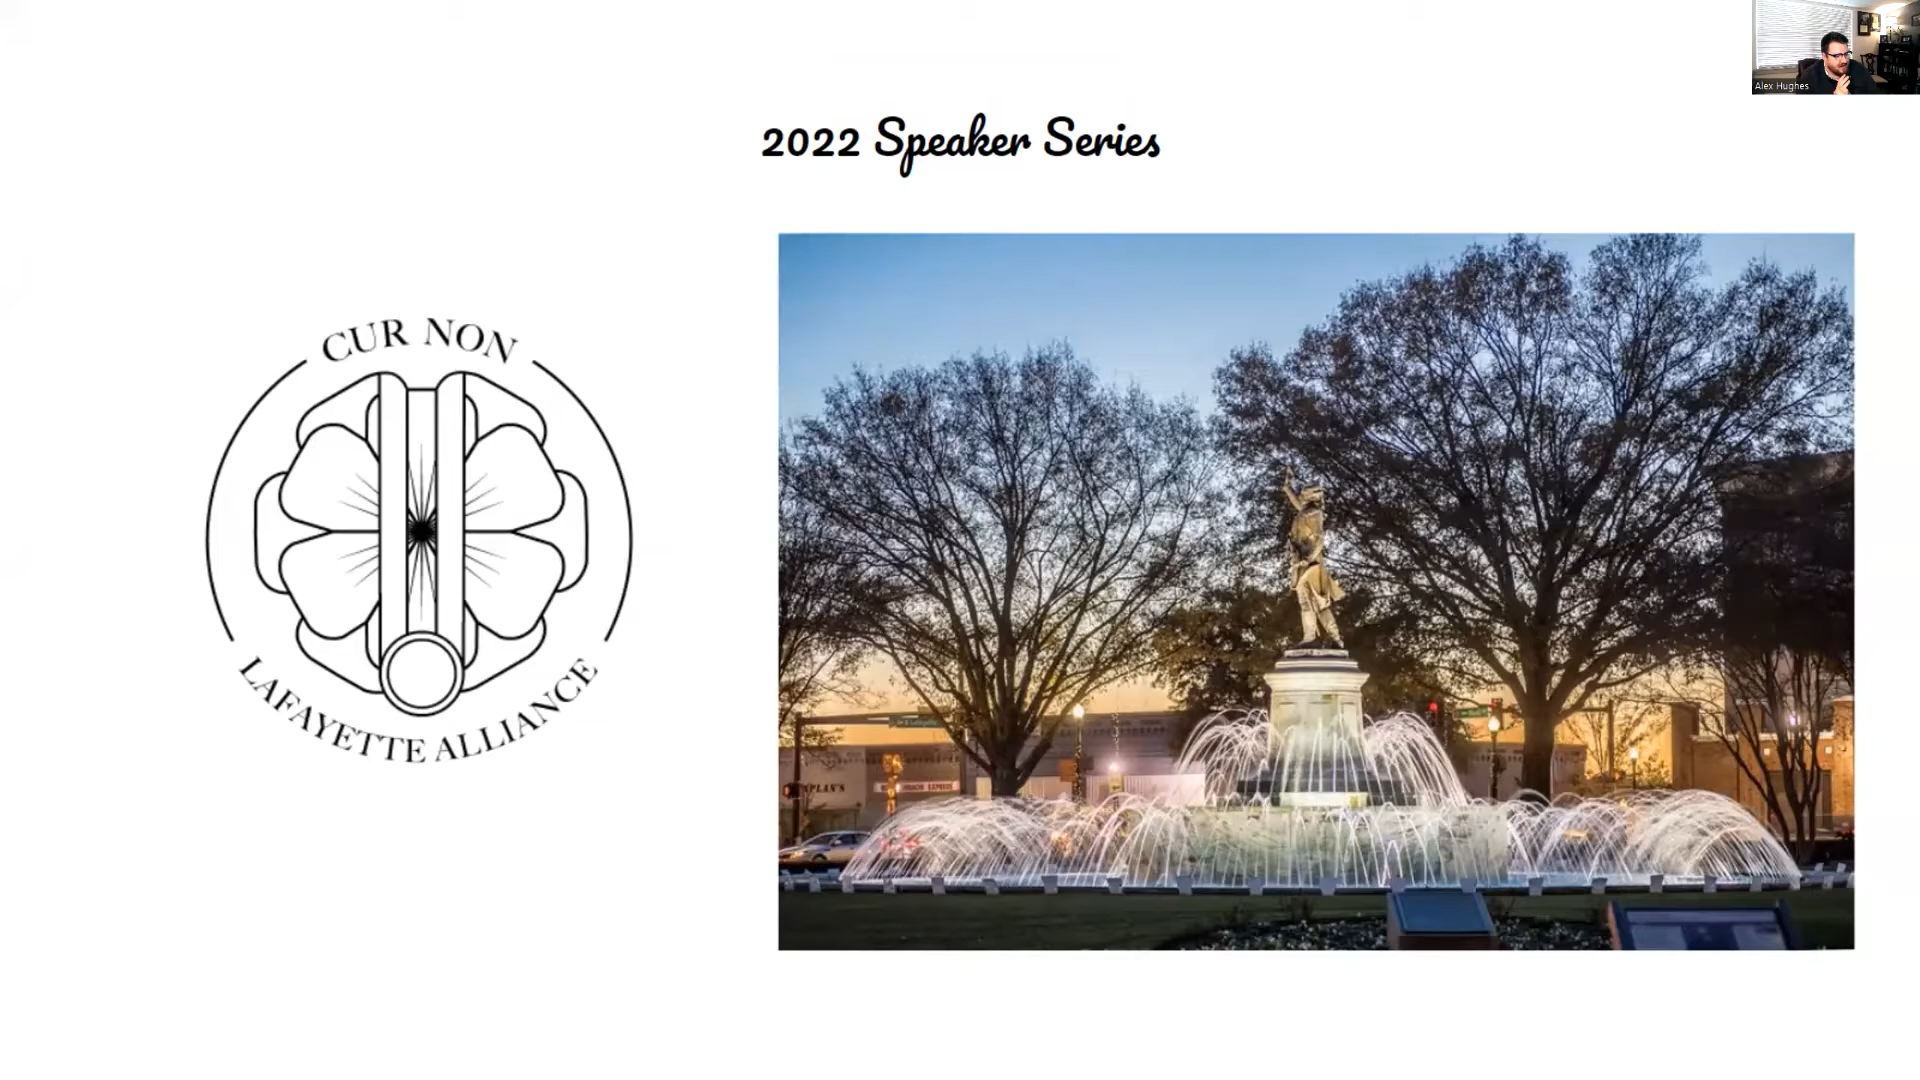 Alex Hughes
2022 Speaker Series
CUR NON
LAFAYETTE ALLIANCE